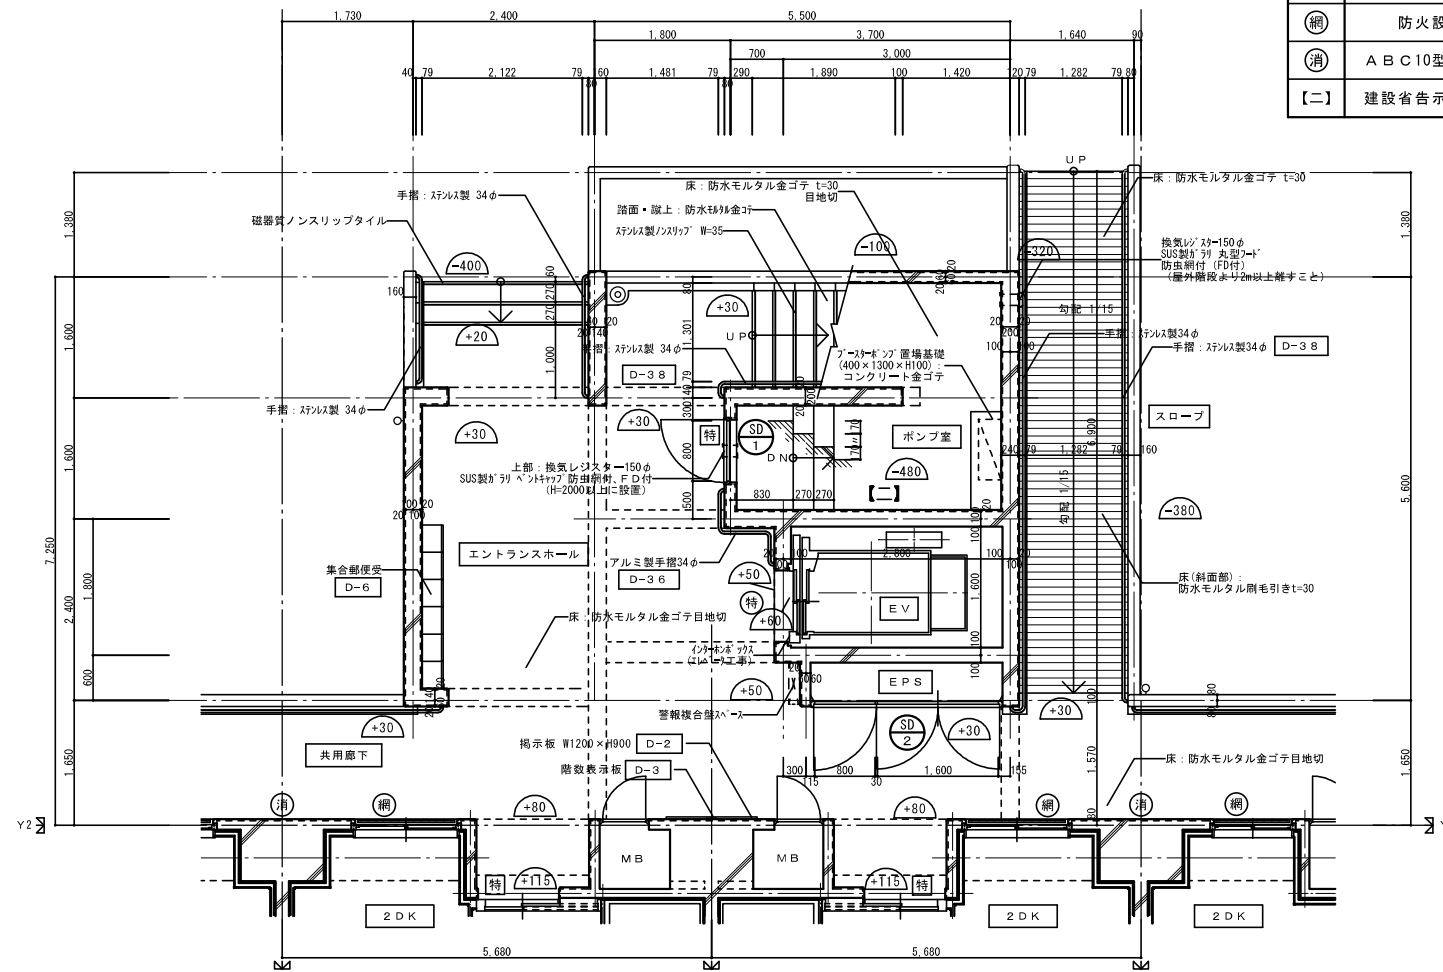 1,730
2,400
5,500
1,800
3,700
1,640
90
700
3,000
40
79
2,122
79
80
60
1,481
79
80
290
1,890
100
1,420
120
79
1,282
79
80
網
防火設
消
ＡＢＣ10型
【二】
建設省告示
ＵＰ
手摺：ステンレス製 34φ
磁器質ノンスリップタイル
床：防水モルタル金ゴテ t=30
目地切
踏面・蹴上：防水モルタル金ゴテ
ステンレス製ノンスリップ W=35
床：防水モルタル金ゴテ t=30
換気レジスター150φ
SUS製ガラリ 丸型フード
防虫網付（FD付）
（屋外階段より2m以上離すこと）
-400
-100
-320
+30
+20
160
1,380
1,600
1,600
7,250
2,400
1,800
600
1,650
1,380
5,600
1,650
ＵＰ
勾配 1/15
手摺：ステンレス製34φ
手摺：ステンレス製34φ
Ｄ-３８
手摺：ステンレス製 34φ
Ｄ-３８
ブースターポンプ置場基礎
(400×1300×H100)：
コンクリート金ゴテ
手摺：ステンレス製 34φ
+30
+30
特
SD
1
ポンプ室
スロープ
ＤＮ
-480
【二】
上部：換気レジスター150φ
SUS製ガラリ ベントキャップ 防虫網付、ＦＤ付
(H=2000以上に設置)
830
270
270
240
79
1,282
79
160
6,900
勾配 1/15
-380
エントランスホール
集合郵便受
Ｄ-６
アルミ製手摺34φ
Ｄ-３６
+50
特
+60
2,600
1,600
ＥＶ
床(斜面部)：
防水モルタル刷毛引きt=30
床：防水モルタル金ゴテ目地切
インターホンボックス
(エレベータ工事)
+50
ＥＰＳ
警報複合盤スペース
+30
共用廊下
掲示板 W1200×H900
Ｄ-２
階数表示板
Ｄ-３
SD
2
+30
+30
300
115
800
30
1,600
155
1,570
床：防水モルタル金ゴテ目地切
Ｙ2
消
網
+80
+80
網
消
網
ＭＢ
ＭＢ
特
+115
+115
特
２ＤＫ
２ＤＫ
２ＤＫ
5,680
5,680